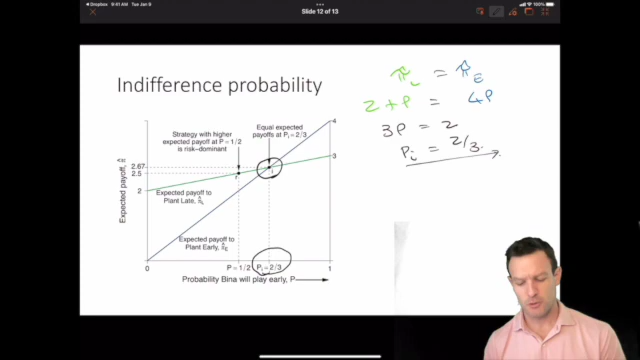 9:41 AM Tue Jan 9
Slide 12 of 13
Indifference probability
π_L = π_E
2 + P = 4P
3P = 2
P_i = 2/3.
Strategy with higher
expected payoff at P = 1/2
is risk-dominant
Equal expected
payoffs at P_i = 2/3
4
3
2.67
2.5
2
r
i
Expected payoff, π̂
Expected payoff to
Plant Late, π̂_L
Expected payoff to
Plant Early, π̂_E
0
P = 1/2
P_i = 2/3
1
Probability Bina will play early, P